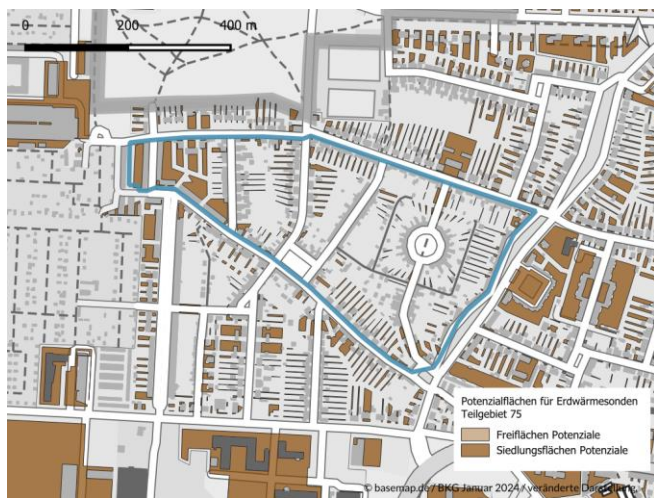 0 200 400 m
Potenzialflächen für Erdwärmesonden
Teilgebiet 75
Freiflächen Potenziale
Siedlungsflächen Potenziale
© basemap.de / BKG Januar 2024 / veränderte Darstellung.